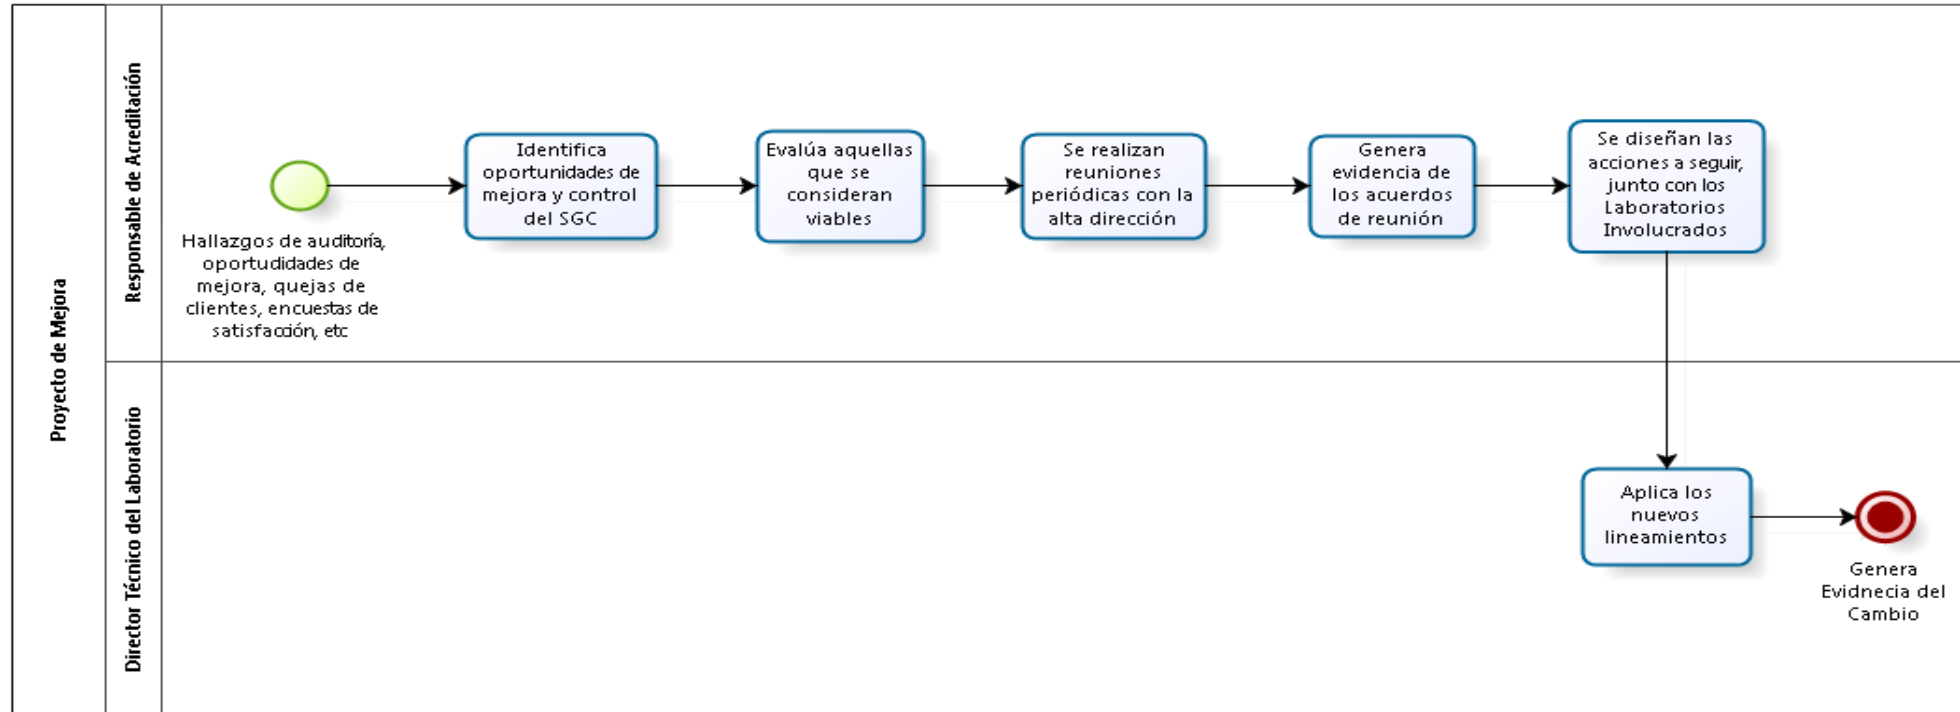 Proyecto de Mejora
Responsable de Acreditación
Hallazgos de auditoría,
oportudidades de
mejora, quejas de
clientes, encuestas de
satisfacción, etc
Identifica
oportunidades de
mejora y control
del SGC
Evalúa aquellas
que se
consideran
viables
Se realizan
reuniones
periódicas con la
alta dirección
Genera
evidencia de
los acuerdos
de reunión
Se diseñan las
acciones a seguir,
junto con los
Laboratorios
Involucrados
Director Técnico del Laboratorio
Aplica los
nuevos
lineamientos
Genera
Evidnecia del
Cambio